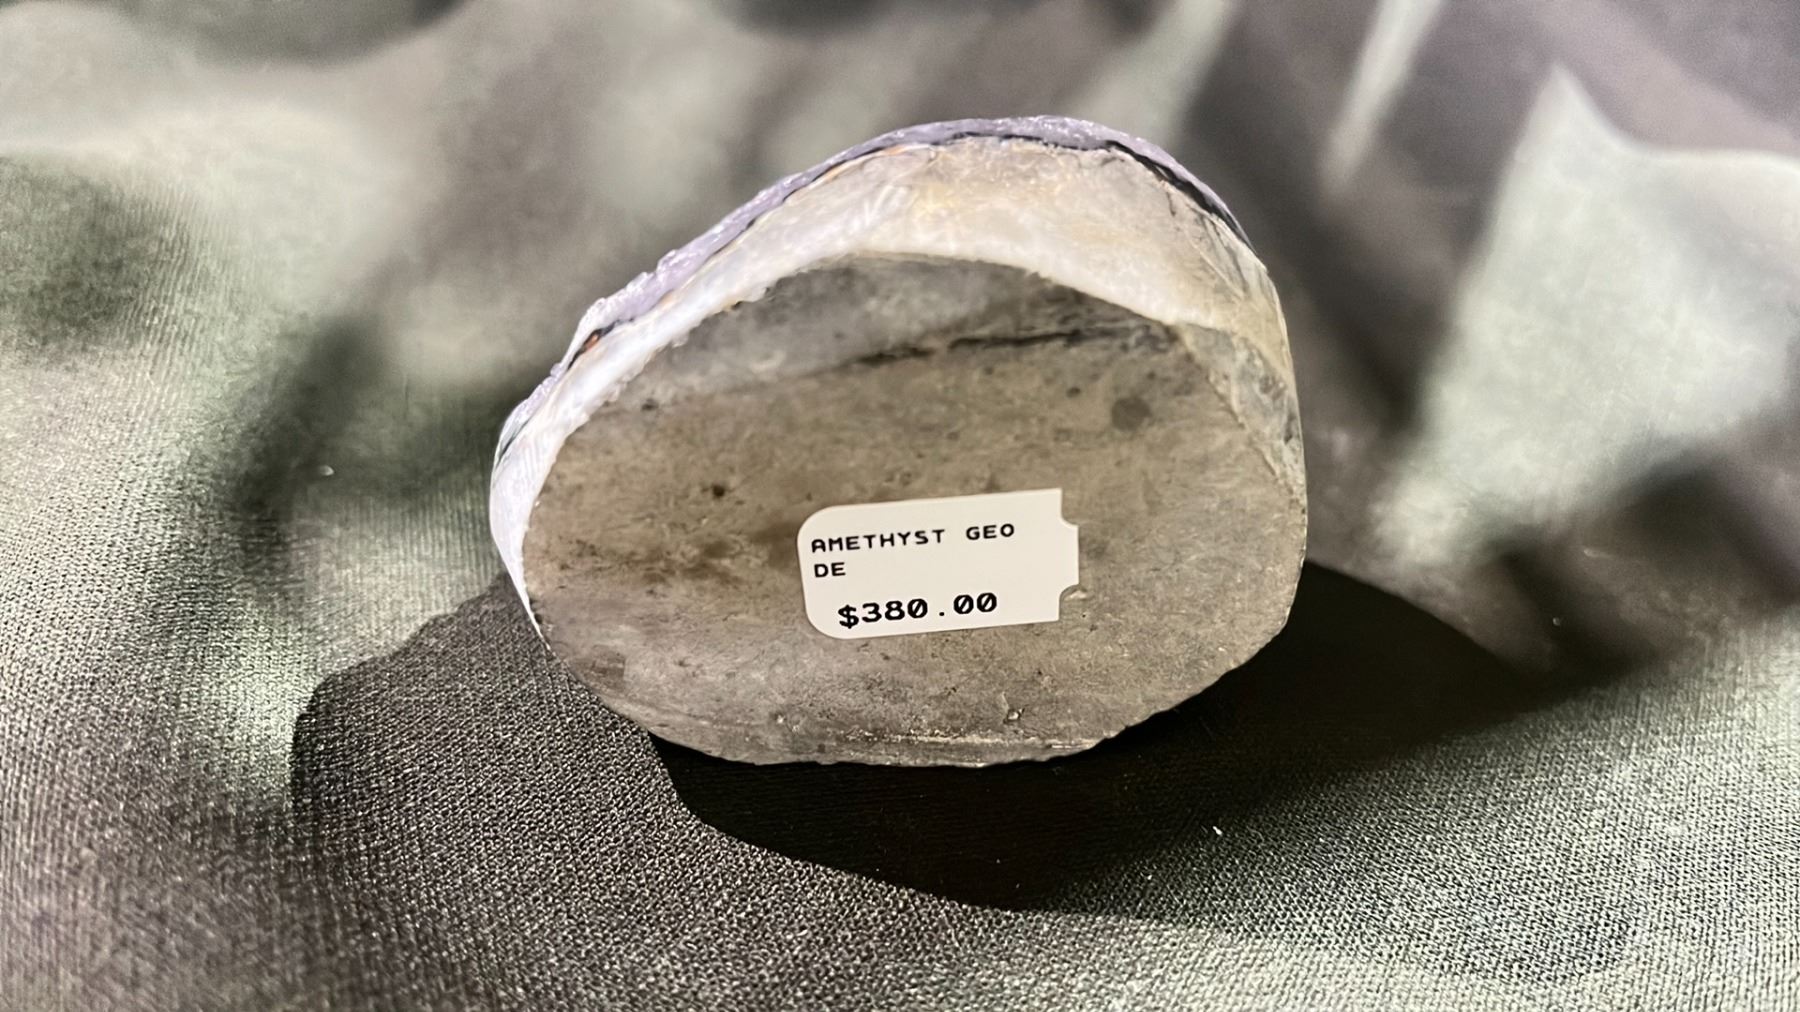 AMETHYST GEO
DE
$380.00